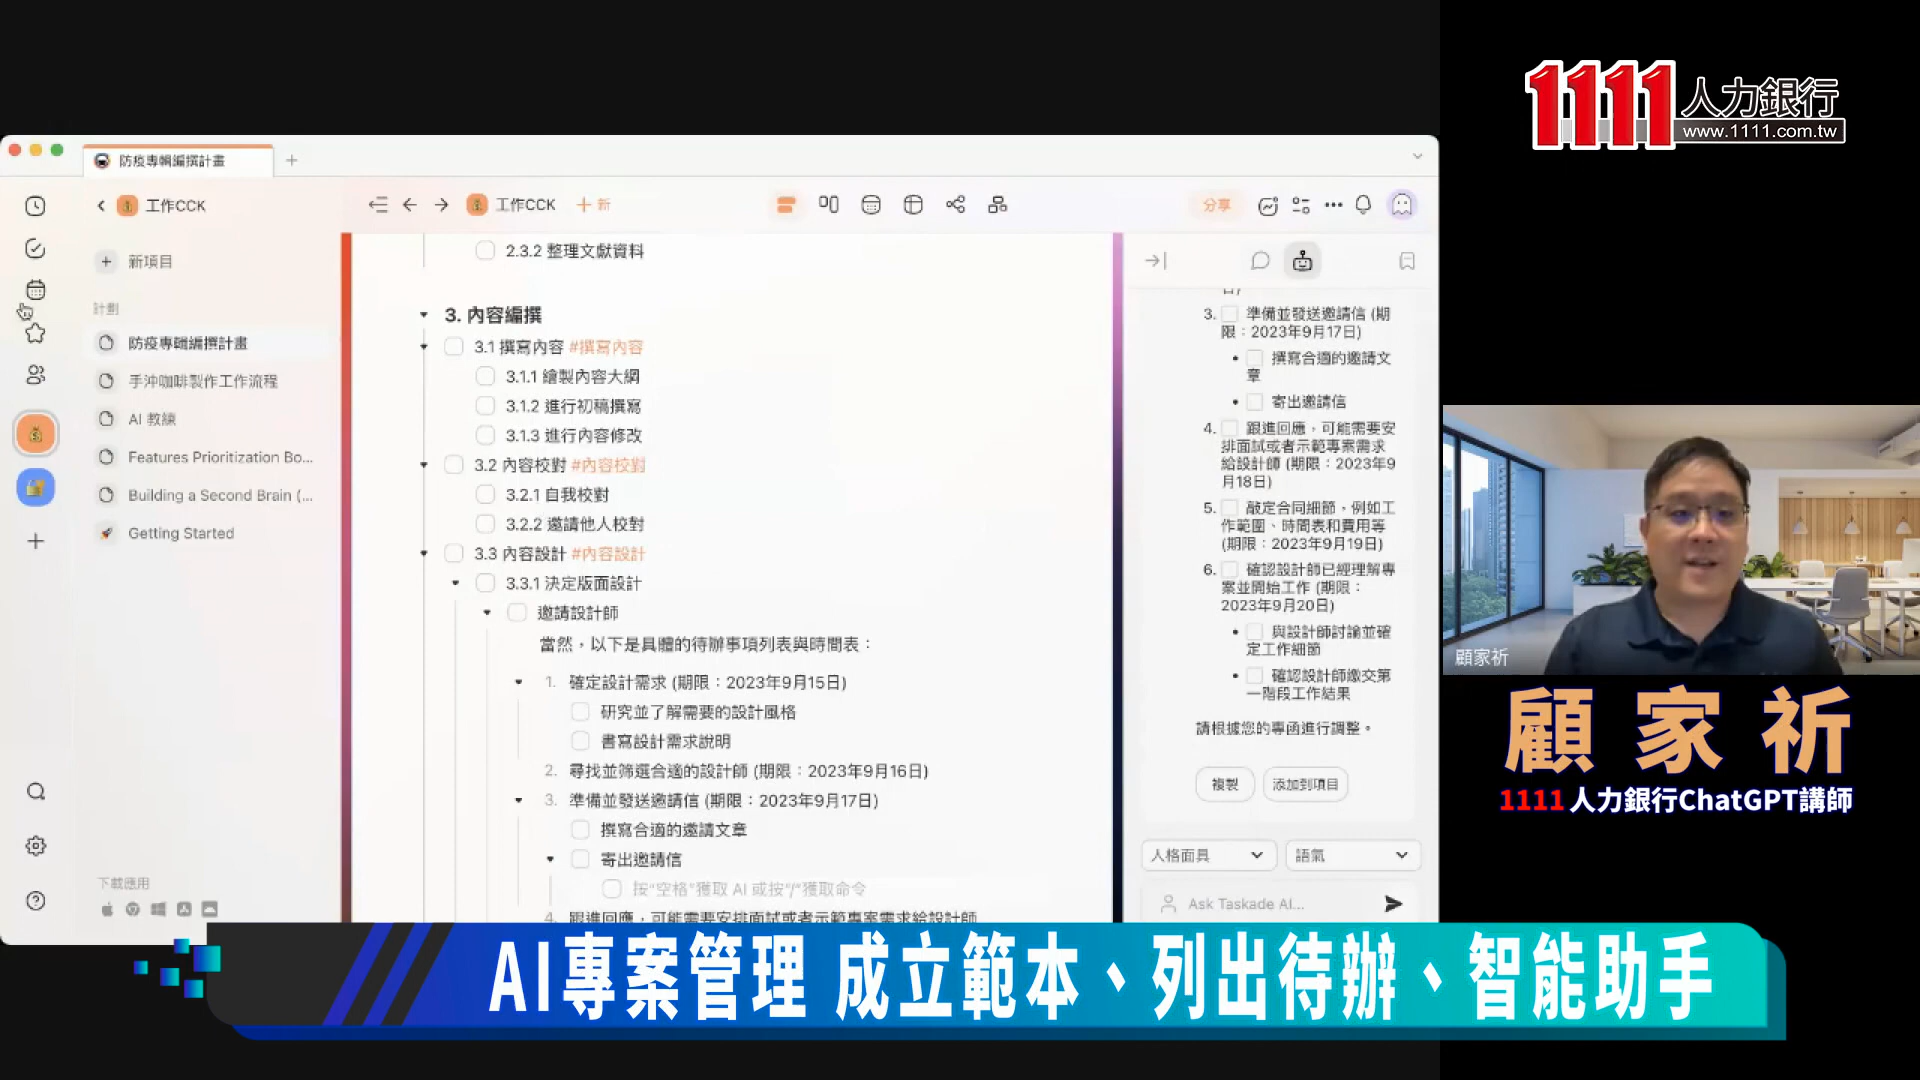 1111人力銀行
www.1111.com.tw
防疫專輯編撰計畫
工作CCK
工作CCK
新
分享
新項目
計劃
防疫專輯編撰計畫
手沖咖啡製作工作流程
AI 教練
Features Prioritization Bo...
Building a Second Brain (...
Getting Started
下載應用
2.3.2 整理文獻資料
3. 內容編撰
3.1 撰寫內容 #撰寫內容
3.1.1 繪製內容大綱
3.1.2 進行初稿撰寫
3.1.3 進行內容修改
3.2 內容校對 #內容校對
3.2.1 自我校對
3.2.2 邀請他人校對
3.3 內容設計 #內容設計
3.3.1 決定版面設計
邀請設計師
當然，以下是具體的待辦事項列表與時間表：
1. 確定設計需求 (期限：2023年9月15日)
研究並了解需要的設計風格
書寫設計需求說明
2. 尋找並篩選合適的設計師 (期限：2023年9月16日)
3. 準備並發送邀請信 (期限：2023年9月17日)
撰寫合適的邀請文章
寄出邀請信
按“空格”獲取 AI 或按“/”獲取命令
4. 跟進回應，可能需要安排面試或者示範專案需求給設計師
3. 準備並發送邀請信 (期
限：2023年9月17日)
撰寫合適的邀請文
章
寄出邀請信
4. 跟進回應，可能需要安
排面試或者示範專案需求
給設計師 (期限：2023年9
月18日)
5. 敲定合同細節，例如工
作範圍、時間表和費用等
(期限：2023年9月19日)
6. 確認設計師已經理解專
案並開始工作 (期限：
2023年9月20日)
與設計師討論並確
定工作細節
確認設計師繳交第
一階段工作結果
請根據您的專函進行調整。
複製
添加到項目
人格面具
語氣
Ask Taskade AI...
顧家祈
顧家祈
1111人力銀行ChatGPT講師
AI專案管理 成立範本、列出待辦、智能助手